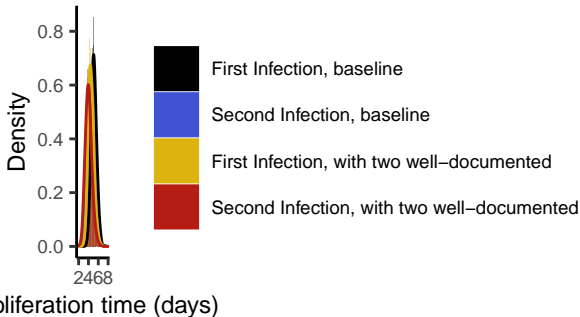 0.8
0.6
0.4
0.2
0.0
Density
2468
oliferation time (days)
First Infection, baseline
Second Infection, baseline
First Infection, with two well−documented
Second Infection, with two well−documented